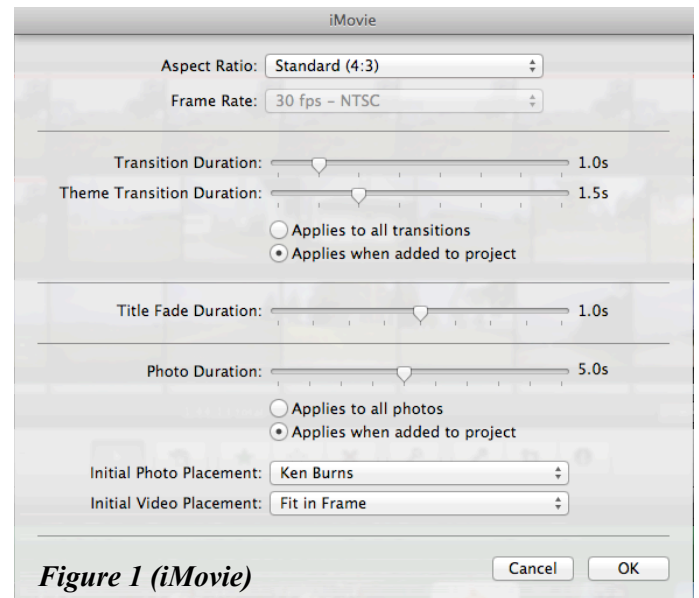 iMovie
Aspect Ratio: Standard (4:3)
Frame Rate: 30 fps – NTSC
Transition Duration: 1.0s
Theme Transition Duration: 1.5s
Applies to all transitions
Applies when added to project
Title Fade Duration: 1.0s
Photo Duration: 5.0s
Applies to all photos
Applies when added to project
Initial Photo Placement: Ken Burns
Initial Video Placement: Fit in Frame
Figure 1 (iMovie) Cancel OK